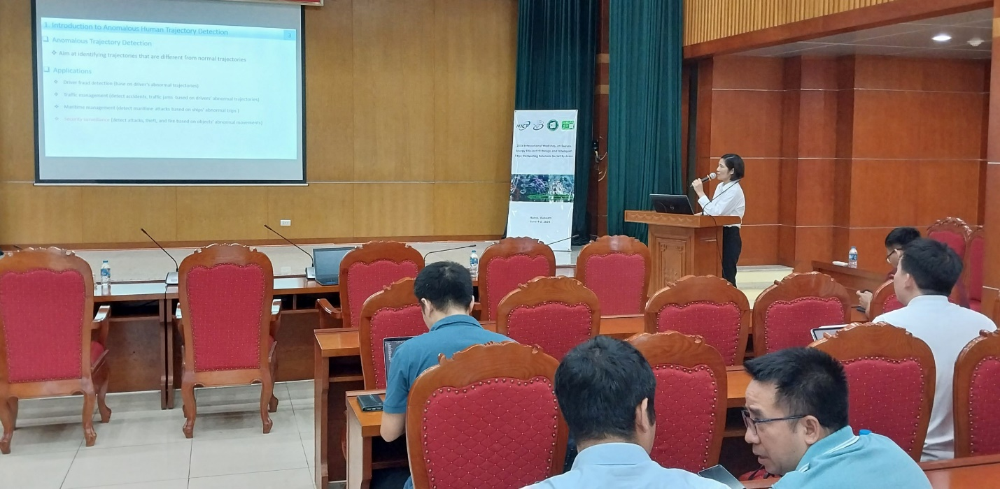 1. Introduction to Anomalous Human Trajectory Detection
3
Anomalous Trajectory Detection
Aim at identifying trajectories that are different from normal trajectories
Applications
Driver fraud detection (base on driver's abnormal trajectories)
Traffic management (detect accidents, traffic jams based on drivers' abnormal trajectories)
Maritime management (detect maritime attacks based on ships' abnormal trips )
Security surveillance (detect attacks, theft, and fire based on objects' abnormal movements)
NICT
2024 International Workshop on Secure
Energy Efficient IC Design and
Edge Computing Solutions for IoT Systems
Hanoi, Vietnam
June 4-5, 2024